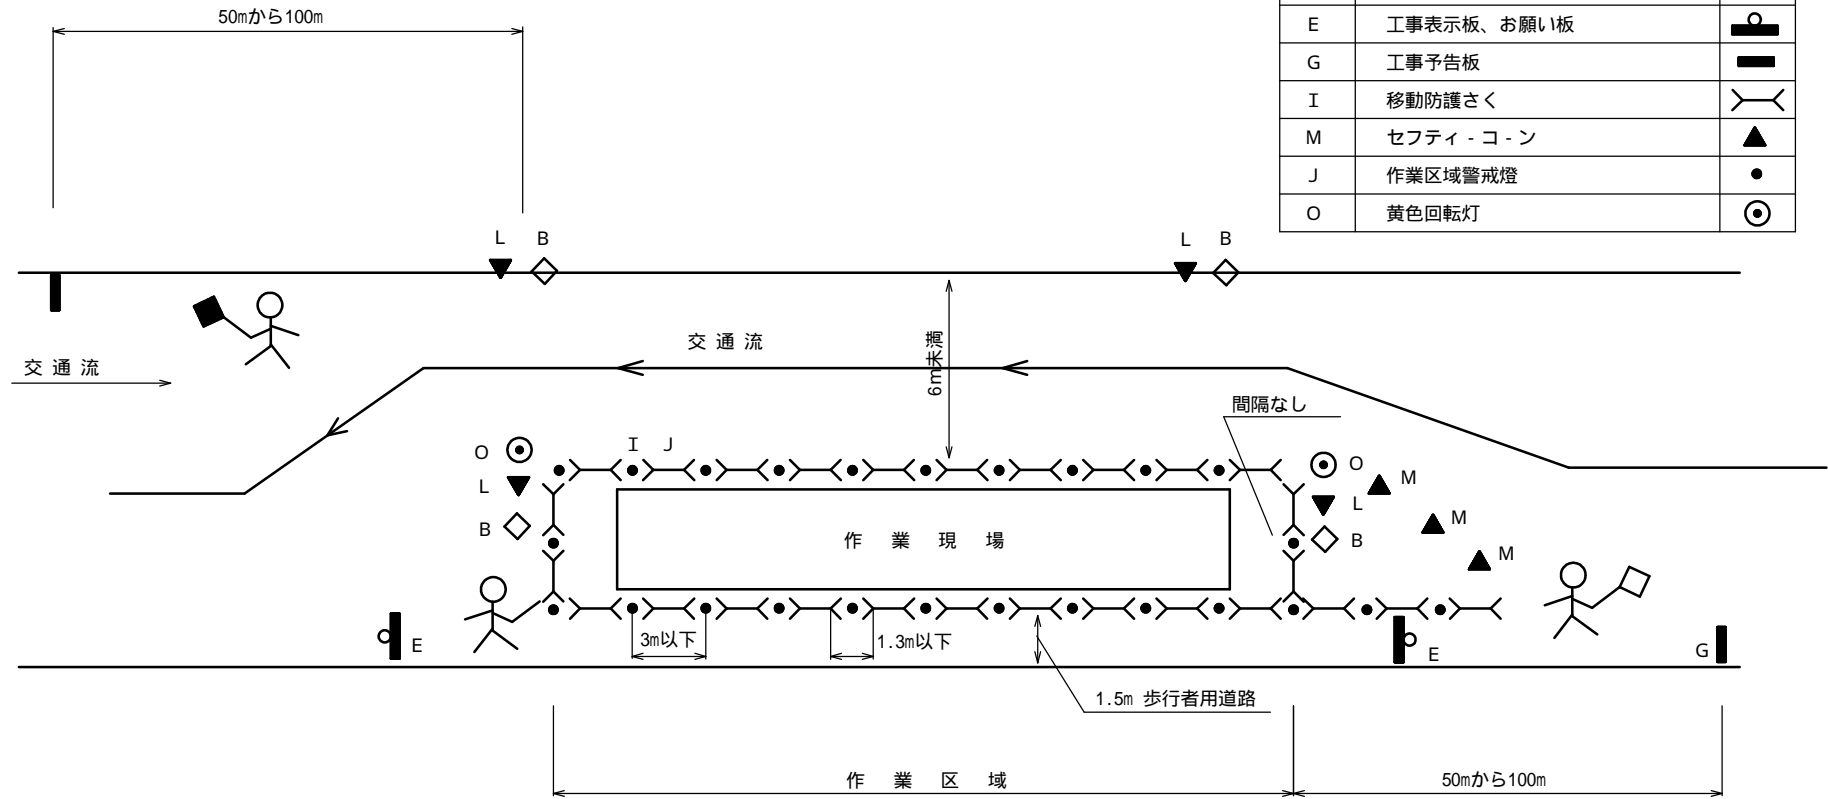 50mから100m
E 工事表示板、お願い板
G 工事予告板
I 移動防護さく
M セフティ-コ-ン
J 作業区域警戒燈
O 黄色回転灯
L B
L B
交通流
6m未満
交通流
間隔なし
O
I J
O
M
L
L
M
B
作業現場
B
M
E
3m以下
1.3m以下
E
G
1.5m 歩行者用道路
作業区域
50mから100m